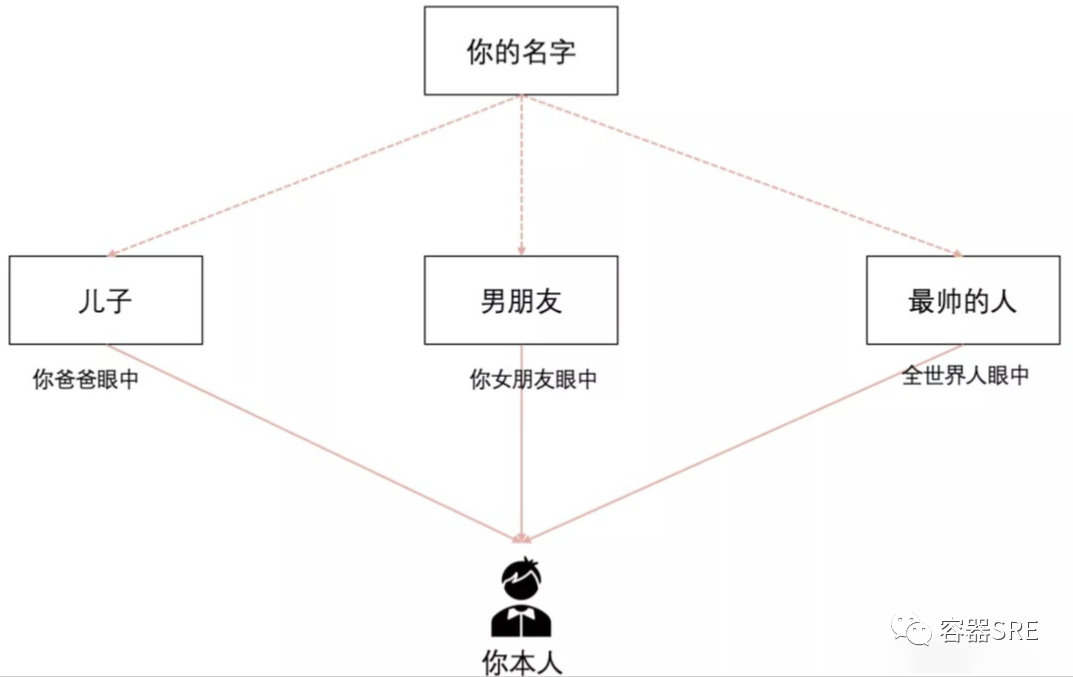 你的名字
儿子
男朋友
最帅的人
你爸爸眼中
你女朋友眼中
全世界人眼中
你本人
容器SRE